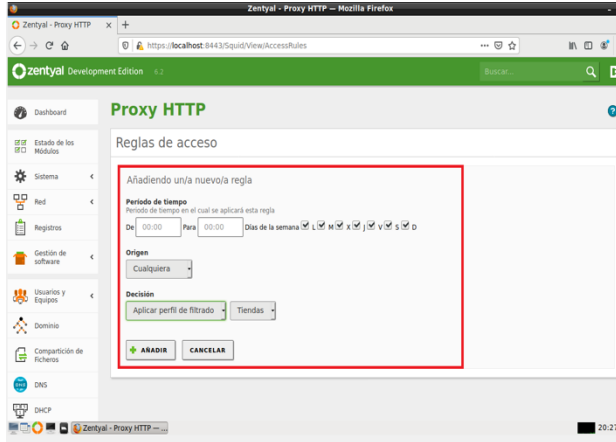 Zentyal - Proxy HTTP — Mozilla Firefox
Zentyal - Proxy HTTP × +
https://localhost:8443/Squid/View/AccessRules
zentyal Development Edition 6.2
Buscar...
Proxy HTTP
Reglas de acceso
Dashboard
Estado de los Módulos
Sistema
Red
Registros
Gestión de software
Usuarios y Equipos
Dominio
Compartición de Ficheros
DNS
DHCP
Añadiendo un/a nuevo/a regla
Período de tiempo
Período de tiempo en el cual se aplicará esta regla
De 00:00 Para 00:00 Días de la semana L M X J V S D
Origen
Cualquiera
Decisión
Aplicar perfil de filtrado Tiendas
+ AÑADIR CANCELAR
Zentyal - Proxy HTTP — ...